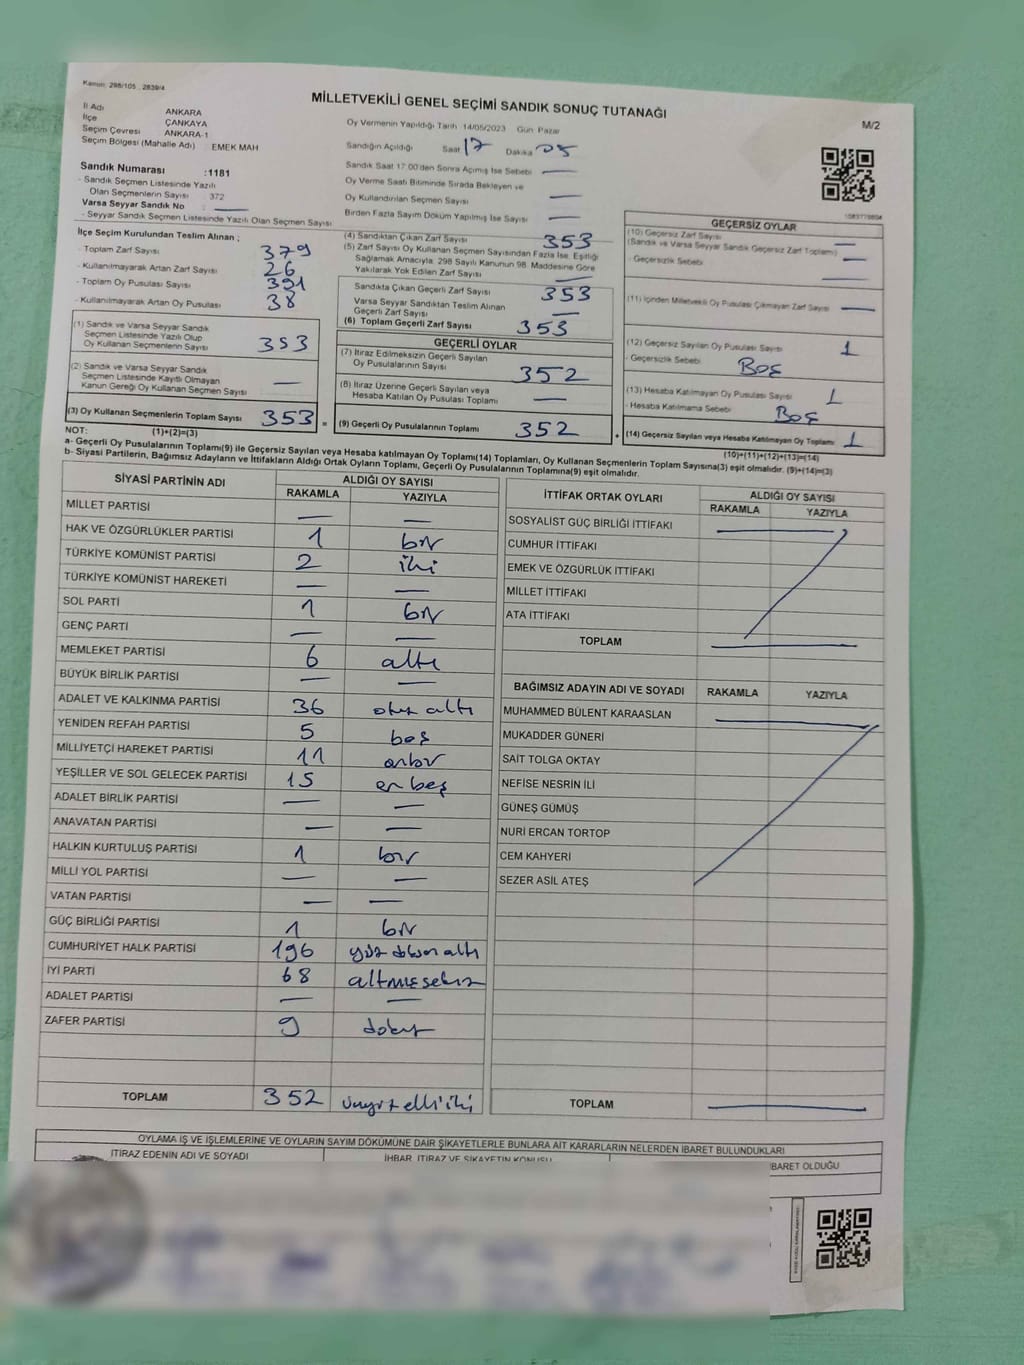 Kanun: 298/105 , 2839/4
MİLLETVEKİLİ GENEL SEÇİMİ SANDIK SONUÇ TUTANAĞI
M/2
İl Adı ANKARA
İlçe ÇANKAYA
Seçim Çevresi ANKARA-1
Seçim Bölgesi (Mahalle Adı) : EMEK MAH
Sandık Numarası :1181
- Sandık Seçmen Listesinde Yazılı
Olan Seçmenlerin Sayısı : 372
Varsa Seyyar Sandık No : —
- Seyyar Sandık Seçmen Listesinde Yazılı Olan Seçmen Sayısı
İlçe Seçim Kurulundan Teslim Alınan ;
- Toplam Zarf Sayısı 379
- Kullanılmayarak Artan Zarf Sayısı 26
- Toplam Oy Pusulası Sayısı 391
- Kullanılmayarak Artan Oy Pusulası 38
(1) Sandık ve Varsa Seyyar Sandık
Seçmen Listesinde Yazılı Olup
Oy Kullanan Seçmenlerin Sayısı 353
(2) Sandık ve Varsa Seyyar Sandık
Seçmen Listesinde Kayıtlı Olmayan
Kanun Gereği Oy Kullanan Seçmen Sayısı —
(3) Oy Kullanan Seçmenlerin Toplam Sayısı 353 =
(1)+(2)=(3)
Oy Vermenin Yapıldığı Tarih 14/05/2023 Gün Pazar
Sandığın Açıldığı Saat 17 Dakika 05
Sandık Saat 17:00'den Sonra Açılmış İse Sebebi —
Oy Verme Saati Bitiminde Sırada Bekleyen ve
Oy Kullandırılan Seçmen Sayısı —
Birden Fazla Sayım Döküm Yapılmış İse Sayısı —
(4) Sandıktan Çıkan Zarf Sayısı 353
(5) Zarf Sayısı Oy Kullanan Seçmen Sayısından Fazla İse, Eşitliği
Sağlamak Amacıyla, 298 Sayılı Kanunun 98. Maddesine Göre
Yakılarak Yok Edilen Zarf Sayısı —
Sandıkta Çıkan Geçerli Zarf Sayısı 353
Varsa Seyyar Sandıktan Teslim Alınan
Geçerli Zarf Sayısı —
(6) Toplam Geçerli Zarf Sayısı 353
GEÇERLİ OYLAR
(7) İtiraz Edilmeksizin Geçerli Sayılan
Oy Pusulalarının Sayısı 352
(8) İtiraz Üzerine Geçerli Sayılan veya
Hesaba Katılan Oy Pusulası Toplamı —
(9) Geçerli Oy Pusulalarının Toplamı 352 +
GEÇERSİZ OYLAR
(10) Geçersiz Zarf Sayısı —
(Sandık ve Varsa Seyyar Sandık Geçersiz Zarf Toplamı) —
- Geçersizlik Sebebi —
(11) İçinden Milletvekili Oy Pusulası Çıkmayan Zarf Sayısı —
(12) Geçersiz Sayılan Oy Pusulası Sayısı 1
- Geçersizlik Sebebi Boş
(13) Hesaba Katılmayan Oy Pusulası Sayısı 1
- Hesaba Katılmama Sebebi Boş
(14) Geçersiz Sayılan veya Hesaba Katılmayan Oy Toplamı 1
(10)+(11)+(12)+(13)=(14)
NOT:
a- Geçerli Oy Pusulalarının Toplamı(9) ile Geçersiz Sayılan veya Hesaba katılmayan Oy Toplamı(14) Toplamları, Oy Kullanan Seçmenlerin Toplam Sayısına(3) eşit olmalıdır. (9)+(14)=(3)
b- Siyasi Partilerin, Bağımsız Adayların ve İttifakların Aldığı Ortak Oyların Toplamı, Geçerli Oy Pusulalarının Toplamına(9) eşit olmalıdır.
SİYASİ PARTİNİN ADI ALDIĞI OY SAYISI
RAKAMLA YAZIYLA
MİLLET PARTİSİ — —
HAK VE ÖZGÜRLÜKLER PARTİSİ 1 bir
TÜRKİYE KOMÜNİST PARTİSİ 2 iki
TÜRKİYE KOMÜNİST HAREKETİ — —
SOL PARTİ 1 bir
GENÇ PARTİ — —
MEMLEKET PARTİSİ 6 altı
BÜYÜK BİRLİK PARTİSİ — —
ADALET VE KALKINMA PARTİSİ 36 otuz altı
YENİDEN REFAH PARTİSİ 5 beş
MİLLİYETÇİ HAREKET PARTİSİ 11 onbir
YEŞİLLER VE SOL GELECEK PARTİSİ 15 on beş
ADALET BİRLİK PARTİSİ — —
ANAVATAN PARTİSİ — —
HALKIN KURTULUŞ PARTİSİ 1 bir
MİLLİ YOL PARTİSİ — —
VATAN PARTİSİ — —
GÜÇ BİRLİĞİ PARTİSİ 1 bir
CUMHURİYET HALK PARTİSİ 196 yüz doksan altı
İYİ PARTİ 68 altmış sekiz
ADALET PARTİSİ — —
ZAFER PARTİSİ 9 dokuz
TOPLAM 352 üçyüz elli iki
İTTİFAK ORTAK OYLARI ALDIĞI OY SAYISI
RAKAMLA YAZIYLA
SOSYALİST GÜÇ BİRLİĞİ İTTİFAKI
CUMHUR İTTİFAKI
EMEK VE ÖZGÜRLÜK İTTİFAKI
MİLLET İTTİFAKI
ATA İTTİFAKI
TOPLAM
BAĞIMSIZ ADAYIN ADI VE SOYADI RAKAMLA YAZIYLA
MUHAMMED BÜLENT KARAASLAN
MUKADDER GÜNERİ
SAİT TOLGA OKTAY
NEFİSE NESRİN İLİ
GÜNEŞ GÜMÜŞ
NURİ ERCAN TORTOP
CEM KAHYERİ
SEZER ASİL ATEŞ
TOPLAM
OYLAMA İŞ VE İŞLEMLERİNE VE OYLARIN SAYIM DÖKÜMÜNE DAİR ŞİKAYETLERLE BUNLARA AİT KARARLARIN NELERDEN İBARET BULUNDUKLARI
İTİRAZ EDENİN ADI VE SOYADI İHBAR, İTİRAZ VE ŞİKAYETİN KONUSU İBARET OLDUĞU